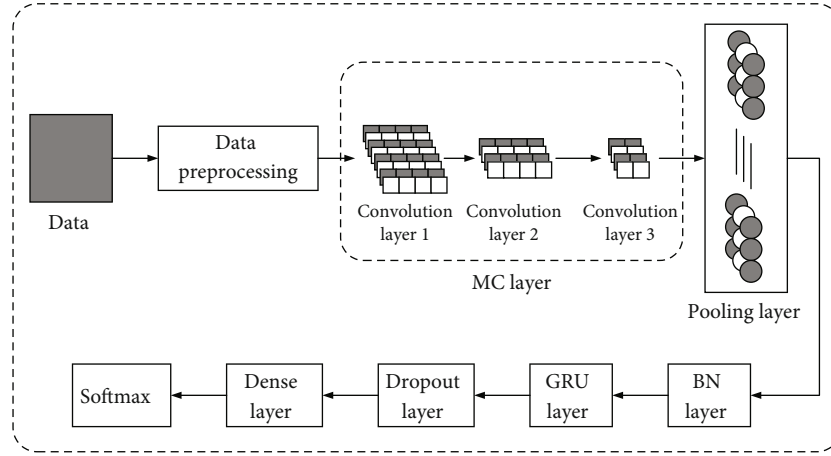 Data
Data
preprocessing
Convolution
layer 1
Convolution
layer 2
Convolution
layer 3
MC layer
Pooling layer
Softmax
Dense
layer
Dropout
layer
GRU
layer
BN
layer